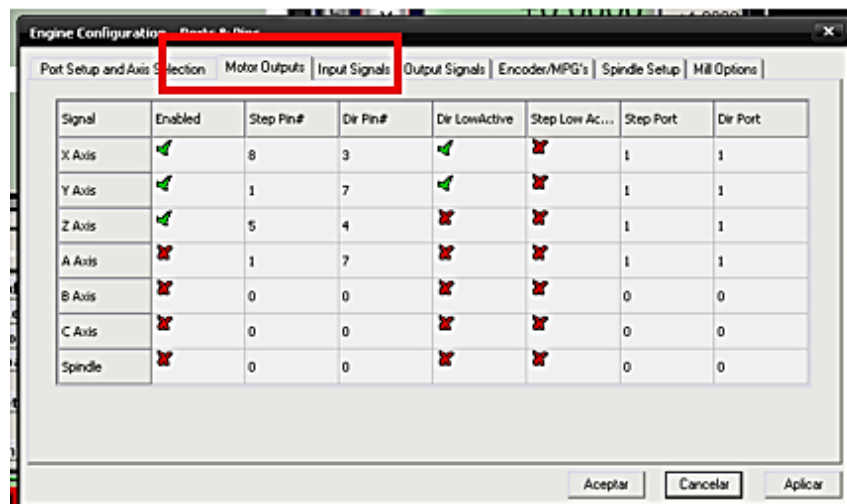 Engine Configuration... Ports & Pins
Port Setup and Axis Selection Motor Outputs Input Signals Output Signals Encoder/MPG's Spindle Setup Mill Options
Signal Enabled Step Pin# Dir Pin# Dir LowActive Step Low Ac... Step Port Dir Port
X Axis 8 3 1 1
Y Axis 1 7 1 1
Z Axis 5 4 1 1
A Axis 1 7 1 1
B Axis 0 0 0 0
C Axis 0 0 0 0
Spindle 0 0 0 0
Aceptar Cancelar Aplicar